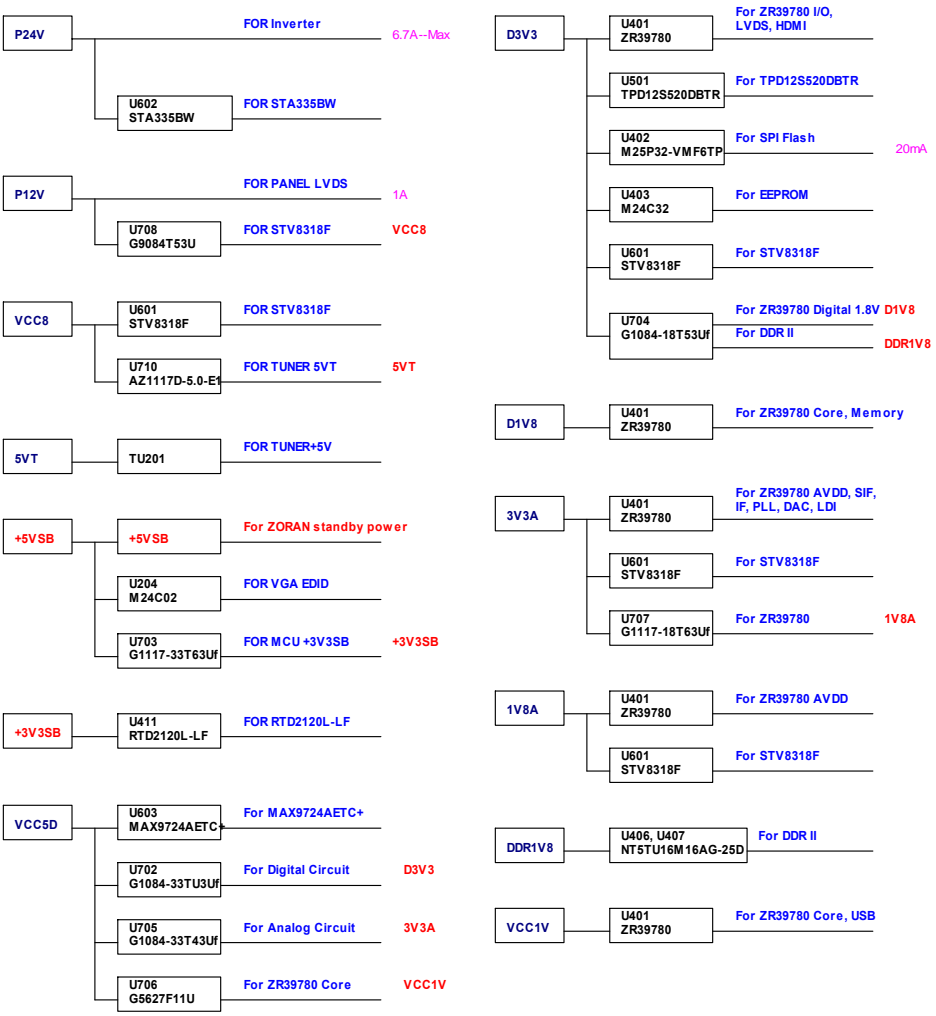 P24V
FOR Inverter
6.7A--Max
U602
STA335BW
FOR STA335BW
P12V
FOR PANEL LVDS
1A
U708
G9084T53U
FOR STV8318F
VCC8
VCC8
U601
STV8318F
FOR STV8318F
U710
AZ1117D-5.0-E1
FOR TUNER 5VT
5VT
5VT
TU201
FOR TUNER+5V
+5VSB
+5VSB
For ZORAN standby power
U204
M24C02
FOR VGA EDID
U703
G1117-33T63Uf
FOR MCU +3V3SB
+3V3SB
+3V3SB
U411
RTD2120L-LF
FOR RTD2120L-LF
VCC5D
U603
MAX9724AETC+
For MAX9724AETC+
U702
G1084-33TU3Uf
For Digital Circuit
D3V3
U705
G1084-33T43Uf
For Analog Circuit
3V3A
U706
G5627F11U
For ZR39780 Core
VCC1V
D3V3
U401
ZR39780
For ZR39780 I/O,
LVDS, HDMI
U501
TPD12S520DBTR
For TPD12S520DBTR
U402
M25P32-VMF6TP
For SPI Flash
20mA
U403
M24C32
For EEPROM
U601
STV8318F
For STV8318F
U704
G1084-18T53Uf
For ZR39780 Digital 1.8V
D1V8
For DDR II
DDR1V8
D1V8
U401
ZR39780
For ZR39780 Core, Memory
3V3A
U401
ZR39780
For ZR39780 AVDD, SIF,
IF, PLL, DAC, LDI
U601
STV8318F
For STV8318F
U707
G1117-18T63Uf
For ZR39780
1V8A
1V8A
U401
ZR39780
For ZR39780 AVDD
U601
STV8318F
For STV8318F
DDR1V8
U406, U407
NT5TU16M16AG-25D
For DDR II
VCC1V
U401
ZR39780
For ZR39780 Core, USB